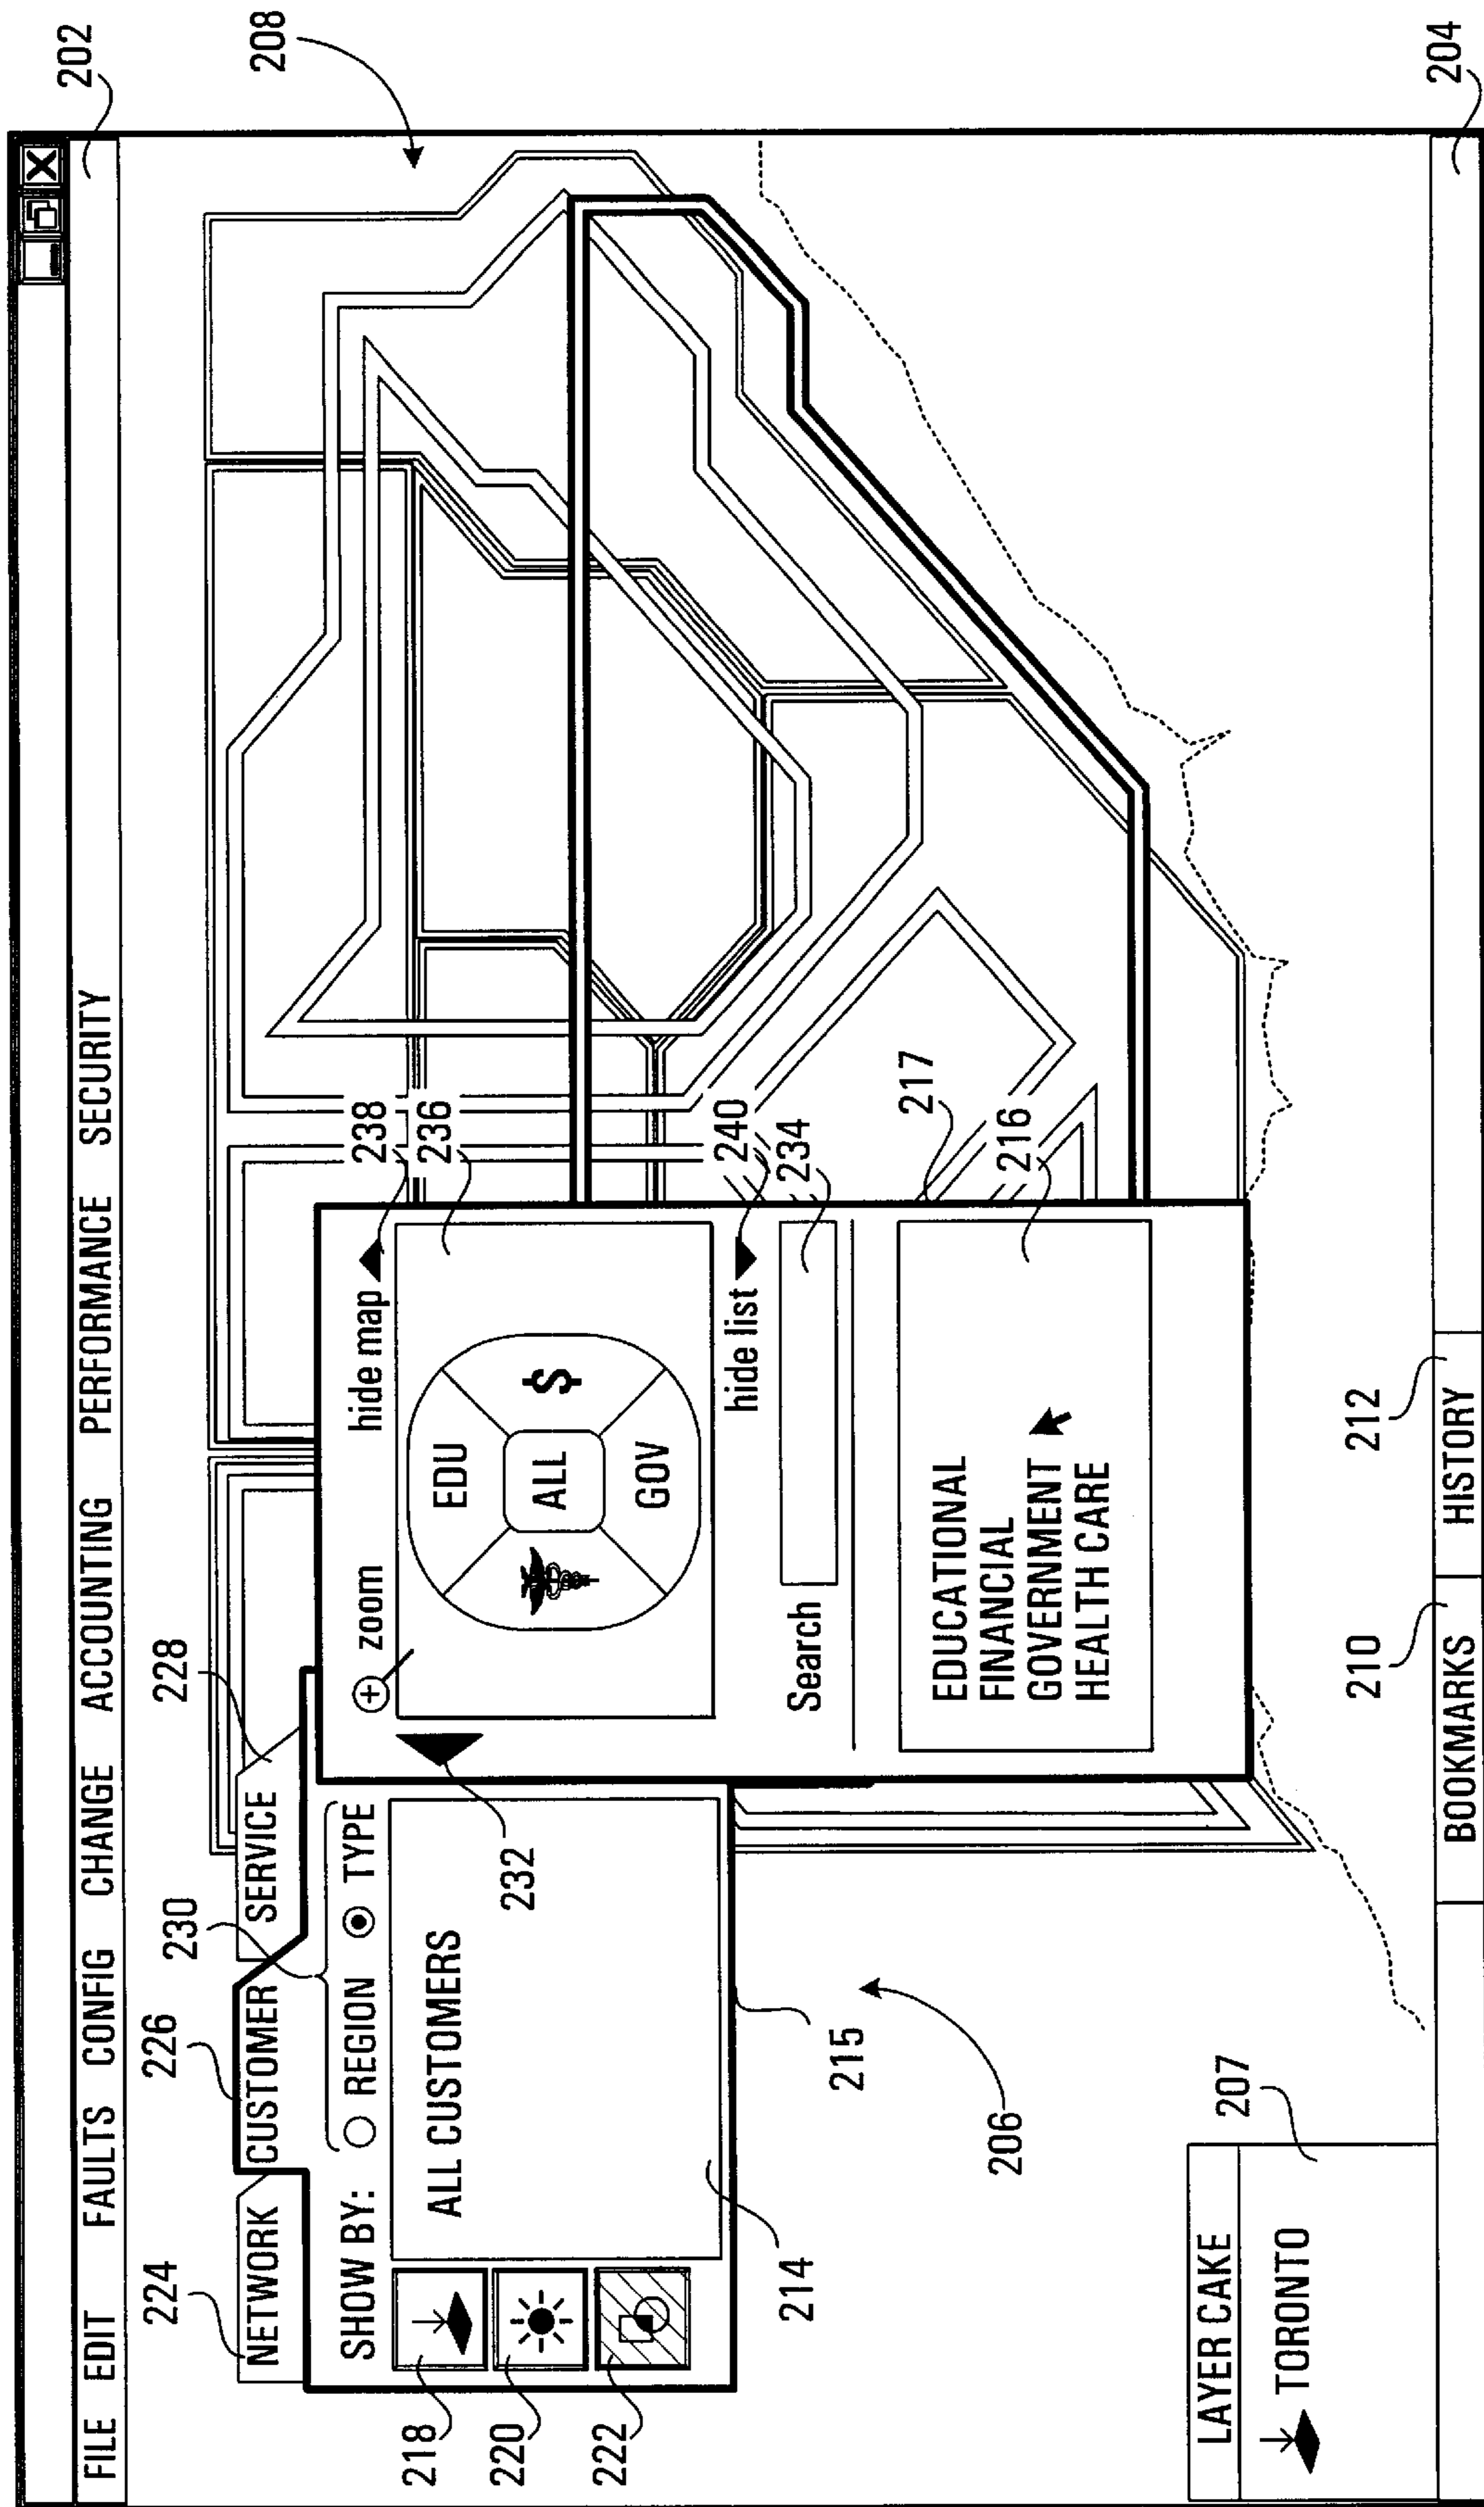 202
FILE EDIT FAULTS CONFIG CHANGE ACCOUNTING PERFORMANCE SECURITY
208
224
226
228
230
NETWORK
CUSTOMER
SERVICE
SHOW BY:
REGION
TYPE
218
220
222
ALL CUSTOMERS
214
215
232
206
zoom
hide map
238
236
EDU
ALL
$
GOV
hide list
240
Search
234
217
216
EDUCATIONAL
FINANCIAL
GOVERNMENT
HEALTH CARE
LAYER CAKE
TORONTO
207
210
212
BOOKMARKS
HISTORY
204